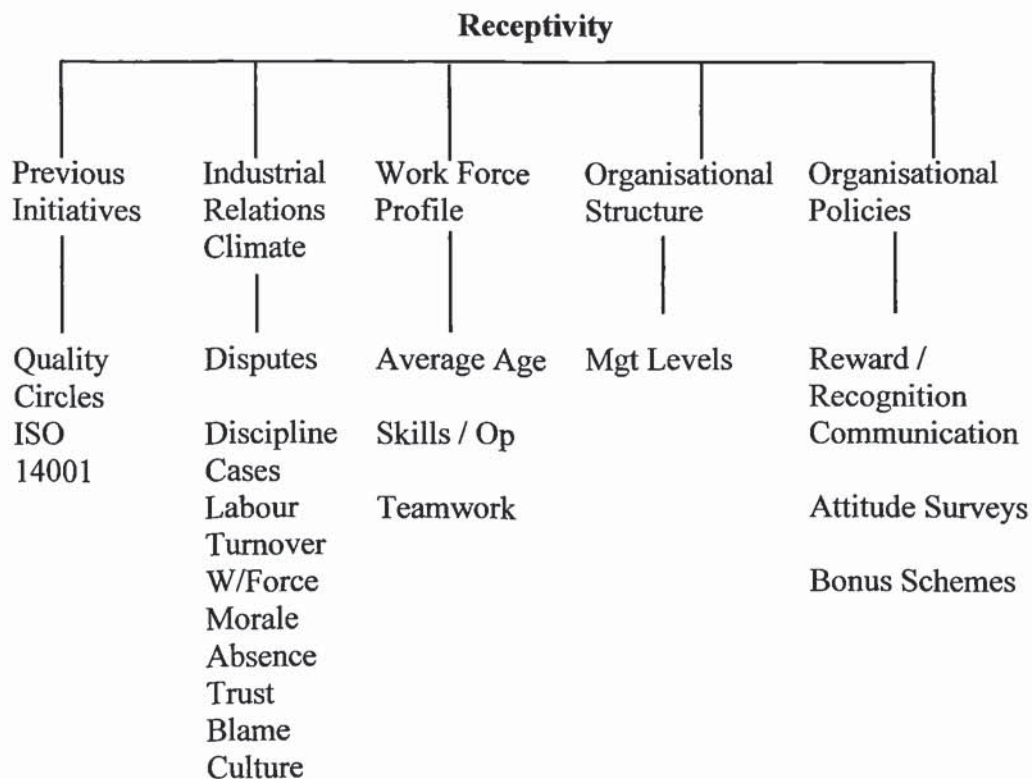 Receptivity
Previous
Initiatives
Industrial
Relations
Climate
Work Force
Profile
Organisational
Structure
Organisational
Policies
Quality
Circles
ISO
14001
Disputes
Discipline
Cases
Labour
Turnover
W/Force
Morale
Absence
Trust
Blame
Culture
Average Age
Skills / Op
Teamwork
Mgt Levels
Reward /
Recognition
Communication
Attitude Surveys
Bonus Schemes